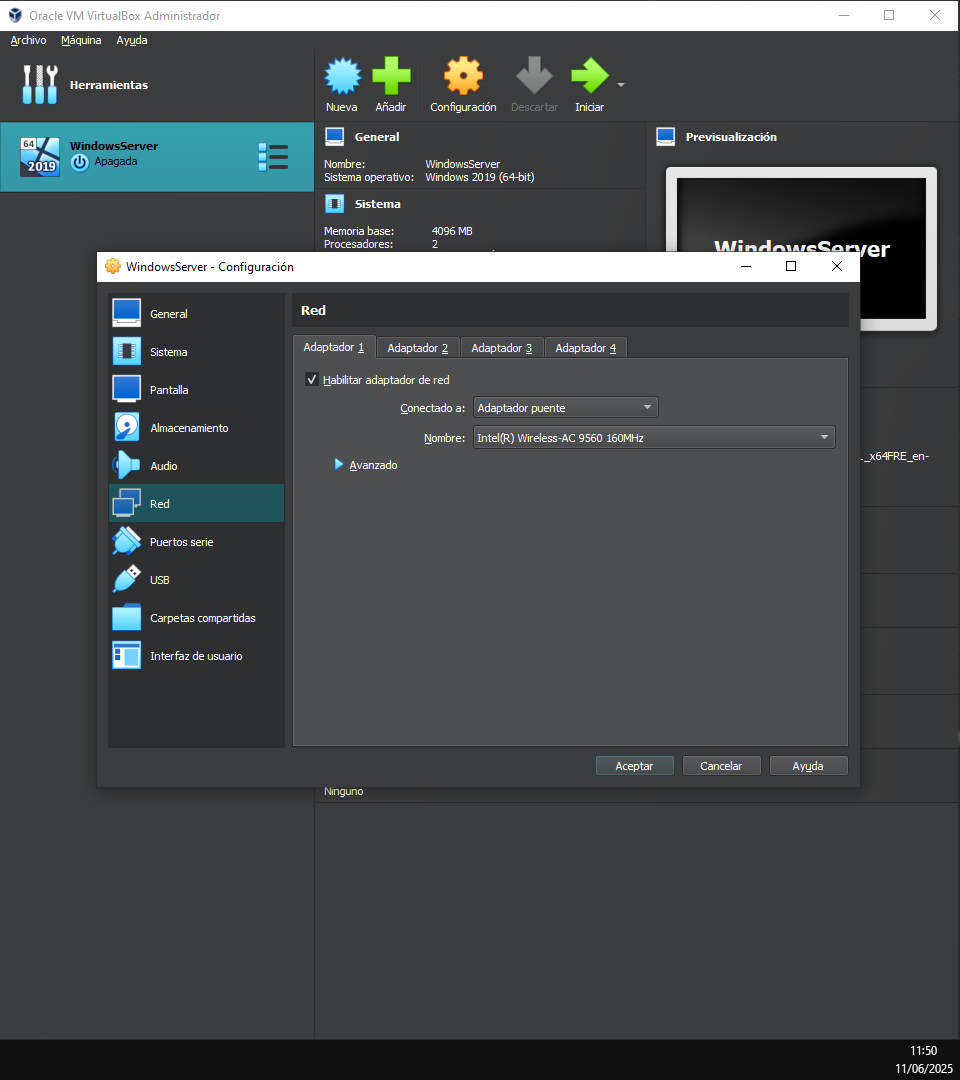 Oracle VM VirtualBox Administrador
Archivo Máquina Ayuda
Herramientas
Nueva Añadir Configuración Descartar Iniciar
64 2019
WindowsServer
Apagada
General
Nombre: WindowsServer
Sistema operativo: Windows 2019 (64-bit)
Sistema
Memoria base: 4096 MB
Procesadores: 2
Previsualización
WindowsServer
WindowsServer - Configuración
General
Sistema
Pantalla
Almacenamiento
Audio
Red
Puertos serie
USB
Carpetas compartidas
Interfaz de usuario
Red
Adaptador 1 Adaptador 2 Adaptador 3 Adaptador 4
Habilitar adaptador de red
Conectado a: Adaptador puente
Nombre: Intel(R) Wireless-AC 9560 160MHz
Avanzado
_x64FRE_en-
Aceptar Cancelar Ayuda
Ninguno
11:50
11/06/2025